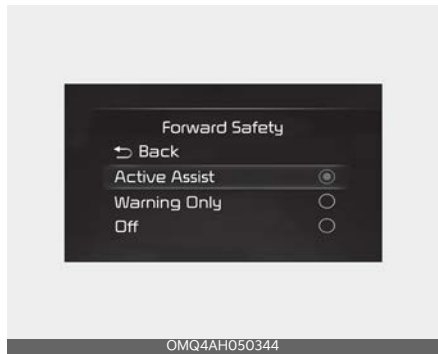 Forward Safety
Back
Active Assist
Warning Only
Off
OMQ4AH050344